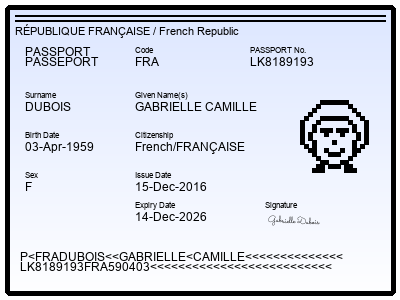 RÉPUBLIQUE FRANÇAISE / French Republic
PASSPORT
PASSEPORT
Code
FRA
PASSPORT No.
LK8189193
Surname
DUBOIS
Given Name(s)
GABRIELLE CAMILLE
Birth Date
03-Apr-1959
Citizenship
French/FRANÇAISE
Sex
F
Issue Date
15-Dec-2016
Expiry Date
14-Dec-2026
Signature
Gabrielle Dubois
P<FRADUBOIS<<GABRIELLE<CAMILLE<<<<<<<<<<<<<<
LK8189193FRA590403<<<<<<<<<<<<<<<<<<<<<<<<<<